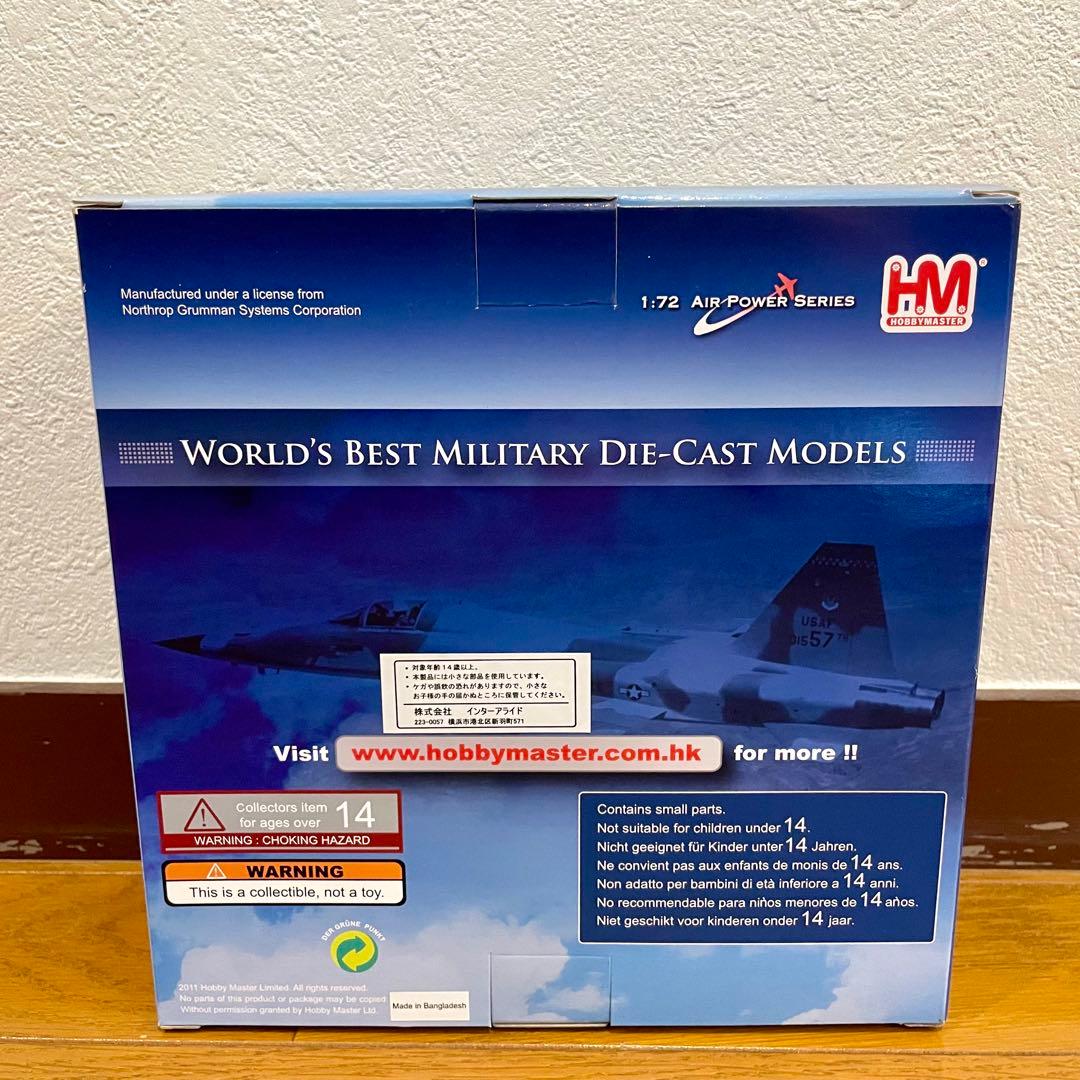 Manufactured under a license from
Northrop Grumman Systems Corporation
1:72 AIR POWER SERIES
HM®
HOBBYMASTER
WORLD'S BEST MILITARY DIE-CAST MODELS
USAF
01557TH
・対象年齢14歳以上。
・本製品には小さな部品を使用しています。
・ケガや誤飲の恐れがありますので、小さな
お子様の手の届かぬところに保管してください。
株式会社 インターアライド
223-0057 横浜市港北区新羽町571
Visit www.hobbymaster.com.hk for more !!
Collectors item
for ages over 14
WARNING : CHOKING HAZARD
WARNING
This is a collectible, not a toy.
Contains small parts.
Not suitable for children under 14.
Nicht geeignet für Kinder unter 14 Jahren.
Ne convient pas aux enfants de monis de 14 ans.
Non adatto per bambini di età inferiore a 14 anni.
No recommendable para niños menores de 14 años.
Niet geschikt voor kinderen onder 14 jaar.
DER GRÜNE PUNKT
2011 Hobby Master Limited. All rights reserved.
No parts of this product or package may be copied
Without permission granted by Hobby Master Ltd.
Made in Bangladesh